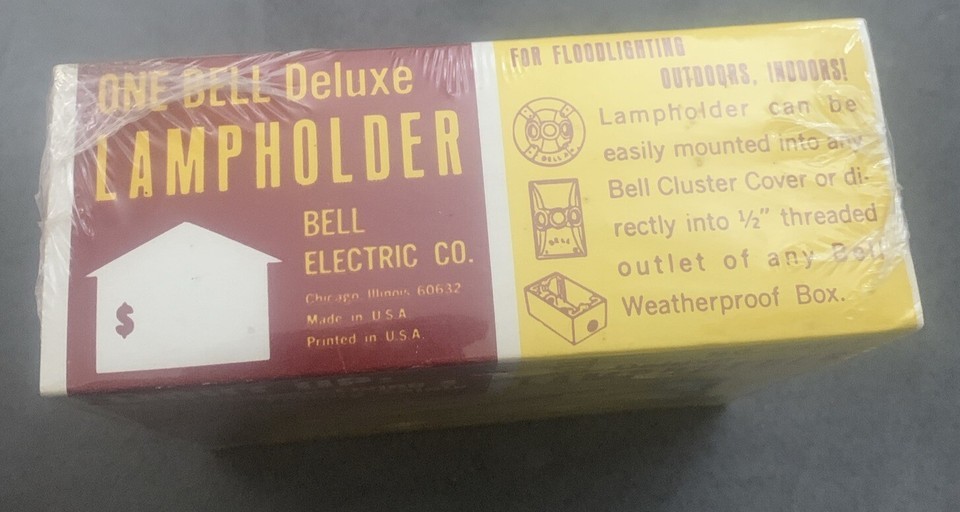 ONE BELL Deluxe
LAMPHOLDER
BELL
ELECTRIC CO.
Chicago, Illinois 60632
Made in U.S.A.
Printed in U.S.A.
$
FOR FLOODLIGHTING
OUTDOORS, INDOORS!
Lampholder can be
easily mounted into any
Bell Cluster Cover or di-
rectly into ½" threaded
outlet of any Bell
Weatherproof Box.
BELL
BELL